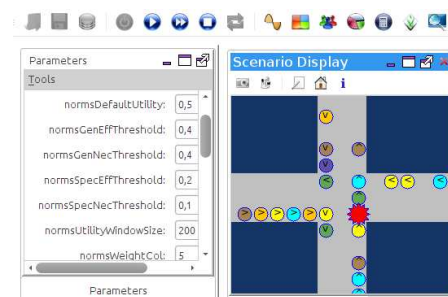 Parameters
Tools
normsDefaultUtility: 0,5
normsGenEffThreshold: 0,4
normsGenNecThreshold: 0,4
normsSpecEffThreshold: 0,2
normsSpecNecThreshold: 0,1
normsUtilityWindowSize: 200
normsWeightCol: 5
Parameters
Scenario Display